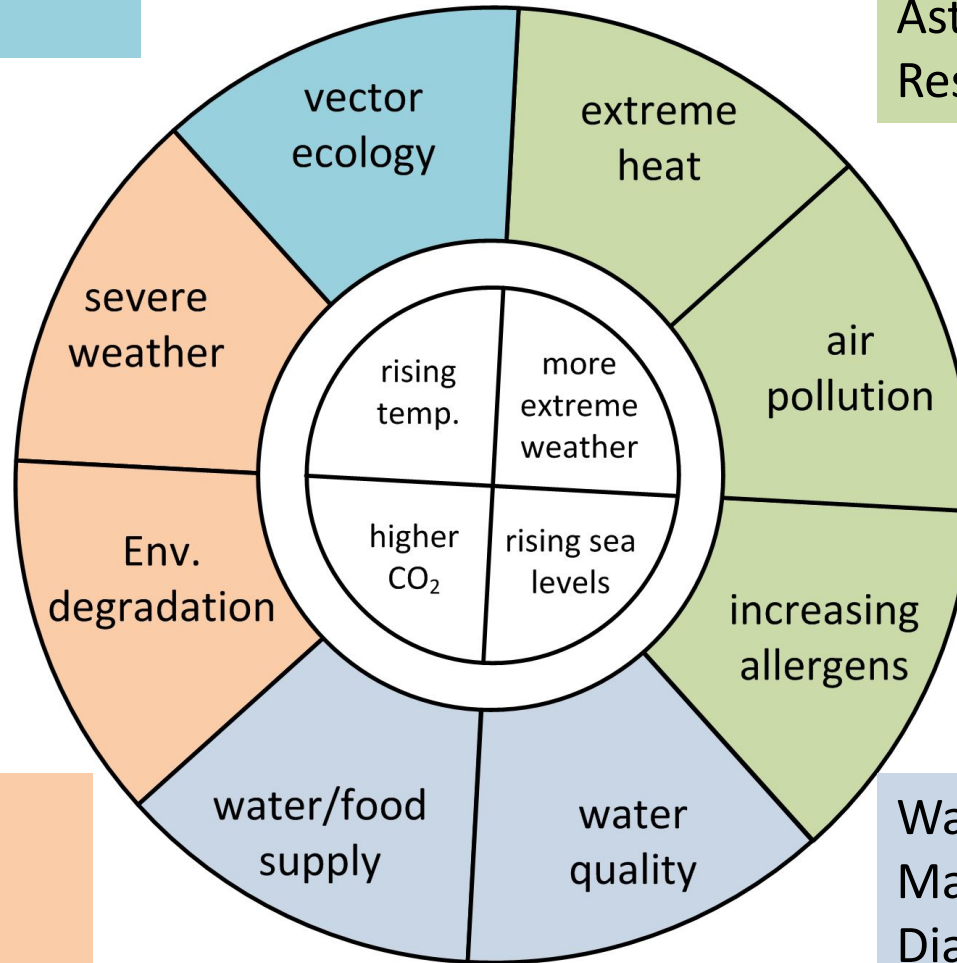 vector
ecology
extreme
heat
air
pollution
increasing
allergens
water
quality
water/food
supply
Env.
degradation
severe
weather
rising
temp.
more
extreme
weather
higher
CO₂
rising sea
levels